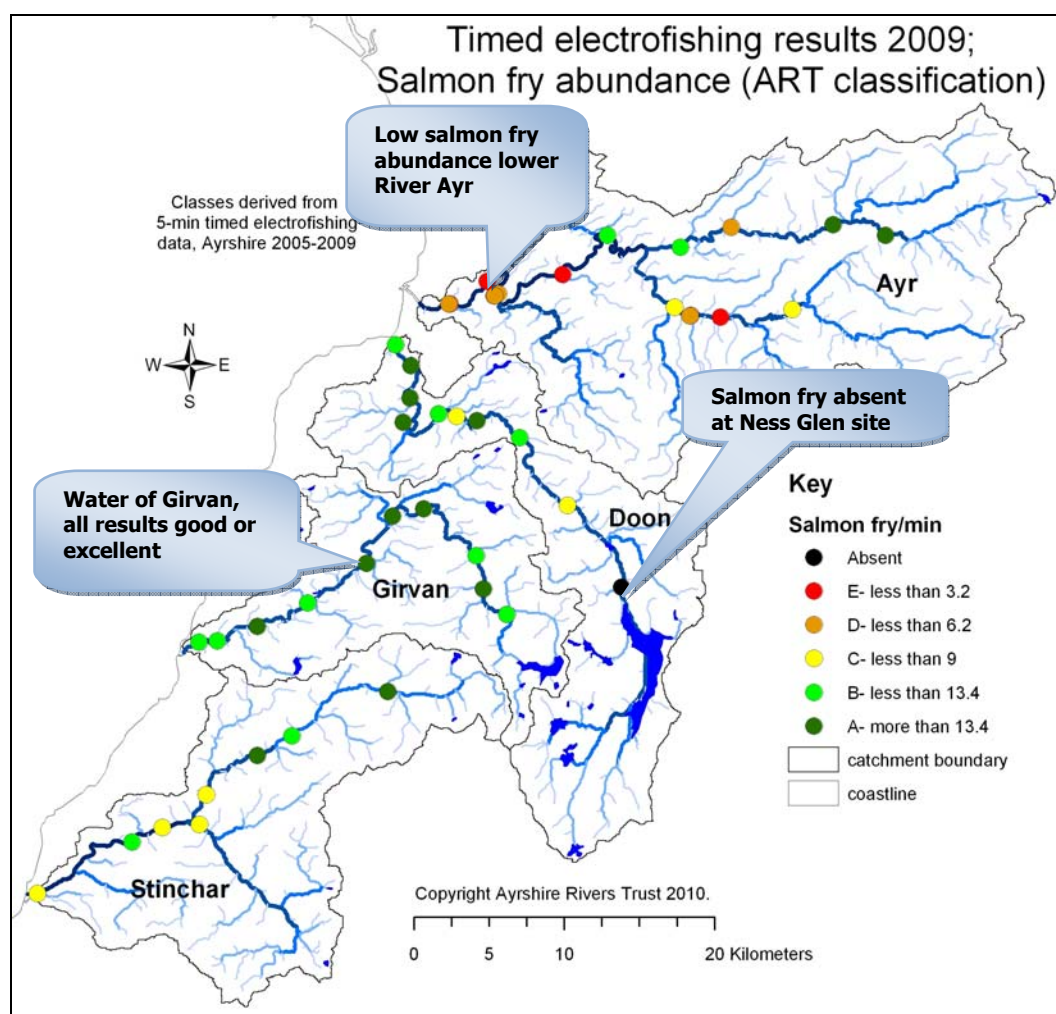 Timed electrofishing results 2009;
Salmon fry abundance (ART classification)
Low salmon fry
abundance lower
River Ayr
Classes derived from
5-min timed electrofishing
data, Ayrshire 2005-2009
Ayr
N
W E
S
Salmon fry absent
at Ness Glen site
Water of Girvan,
all results good or
excellent
Doon
Girvan
Stinchar
Key
Salmon fry/min
Absent
E- less than 3.2
D- less than 6.2
C- less than 9
B- less than 13.4
A- more than 13.4
catchment boundary
coastline
Copyright Ayrshire Rivers Trust 2010.
0 5 10 20 Kilometers